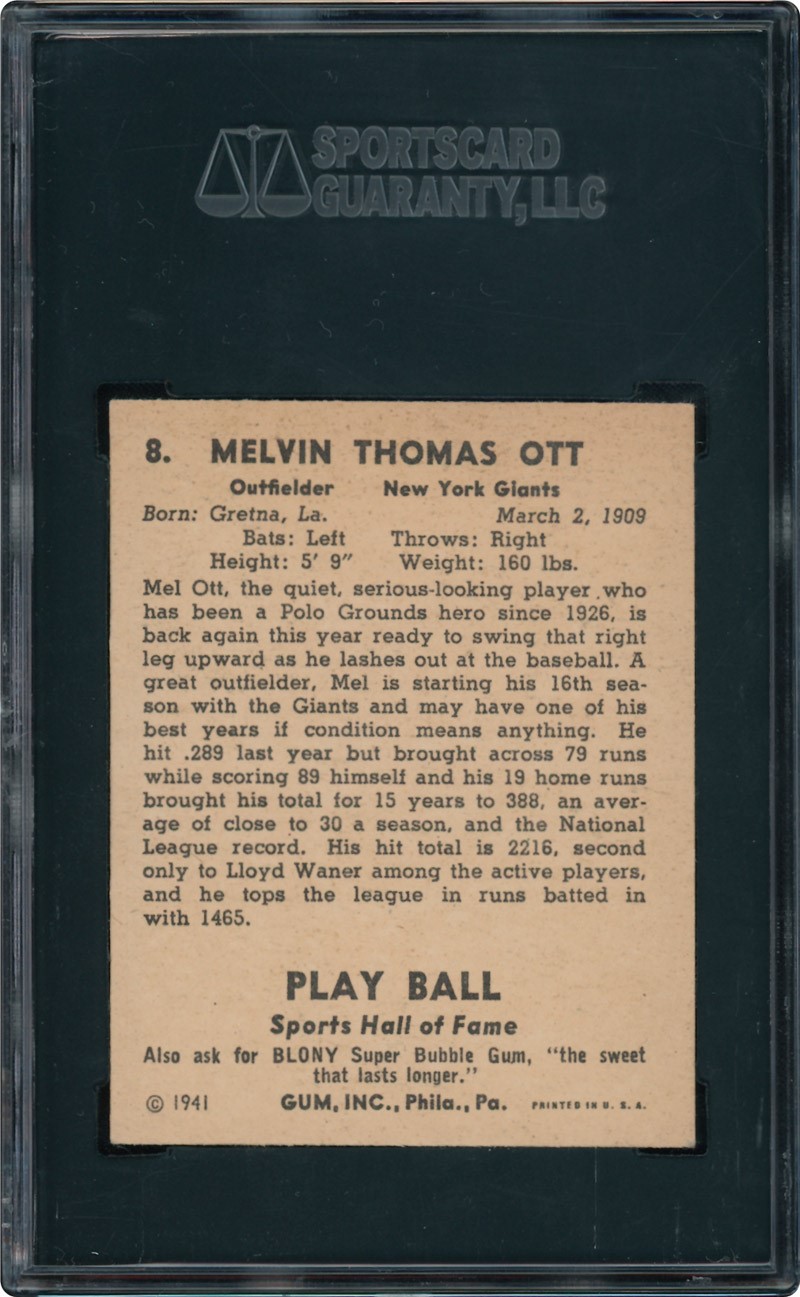 SPORTSCARD
GUARANTY, LLC
8. MELVIN THOMAS OTT
Outfielder New York Giants
Born: Gretna, La. March 2, 1909
Bats: Left Throws: Right
Height: 5' 9" Weight: 160 lbs.
Mel Ott, the quiet, serious-looking player who
has been a Polo Grounds hero since 1926, is
back again this year ready to swing that right
leg upward as he lashes out at the baseball. A
great outfielder, Mel is starting his 16th sea-
son with the Giants and may have one of his
best years if condition means anything. He
hit .289 last year but brought across 79 runs
while scoring 89 himself and his 19 home runs
brought his total for 15 years to 388, an aver-
age of close to 30 a season, and the National
League record. His hit total is 2216, second
only to Lloyd Waner among the active players,
and he tops the league in runs batted in
with 1465.
PLAY BALL
Sports Hall of Fame
Also ask for BLONY Super Bubble Gum, "the sweet
that lasts longer."
© 1941 GUM, INC., Phila., Pa. PRINTED IN U. S. A.